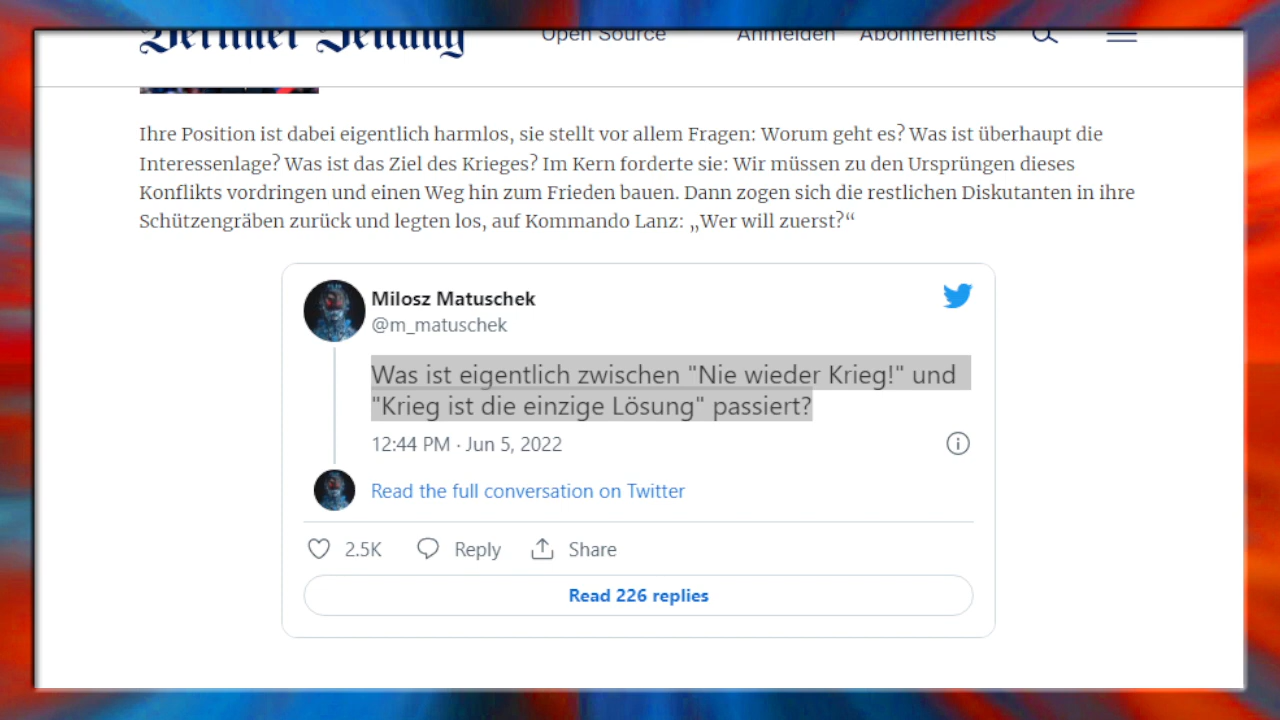 Berliner Zeitung
Open Source Anmelden Abonnements
Ihre Position ist dabei eigentlich harmlos, sie stellt vor allem Fragen: Worum geht es? Was ist überhaupt die
Interessenlage? Was ist das Ziel des Krieges? Im Kern forderte sie: Wir müssen zu den Ursprüngen dieses
Konflikts vordringen und einen Weg hin zum Frieden bauen. Dann zogen sich die restlichen Diskutanten in ihre
Schützengräben zurück und legten los, auf Kommando Lanz: „Wer will zuerst?“
Milosz Matuschek
@m_matuschek
Was ist eigentlich zwischen "Nie wieder Krieg!" und
"Krieg ist die einzige Lösung" passiert?
12:44 PM · Jun 5, 2022
Read the full conversation on Twitter
2.5K Reply Share
Read 226 replies